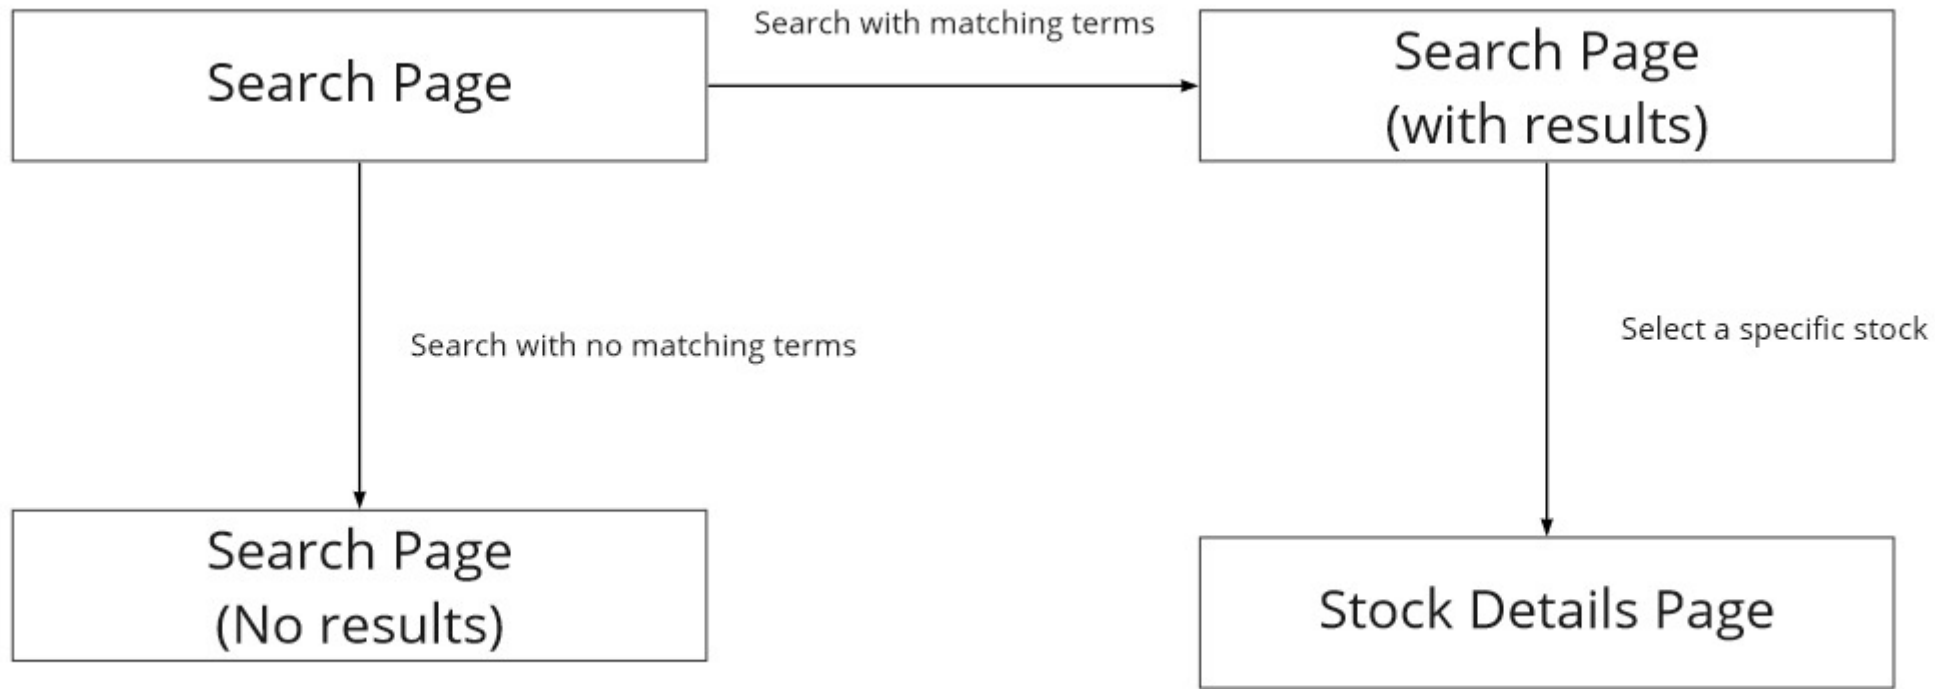 Search Page
Search with matching terms
Search Page
(with results)
Search with no matching terms
Select a specific stock
Search Page
(No results)
Stock Details Page